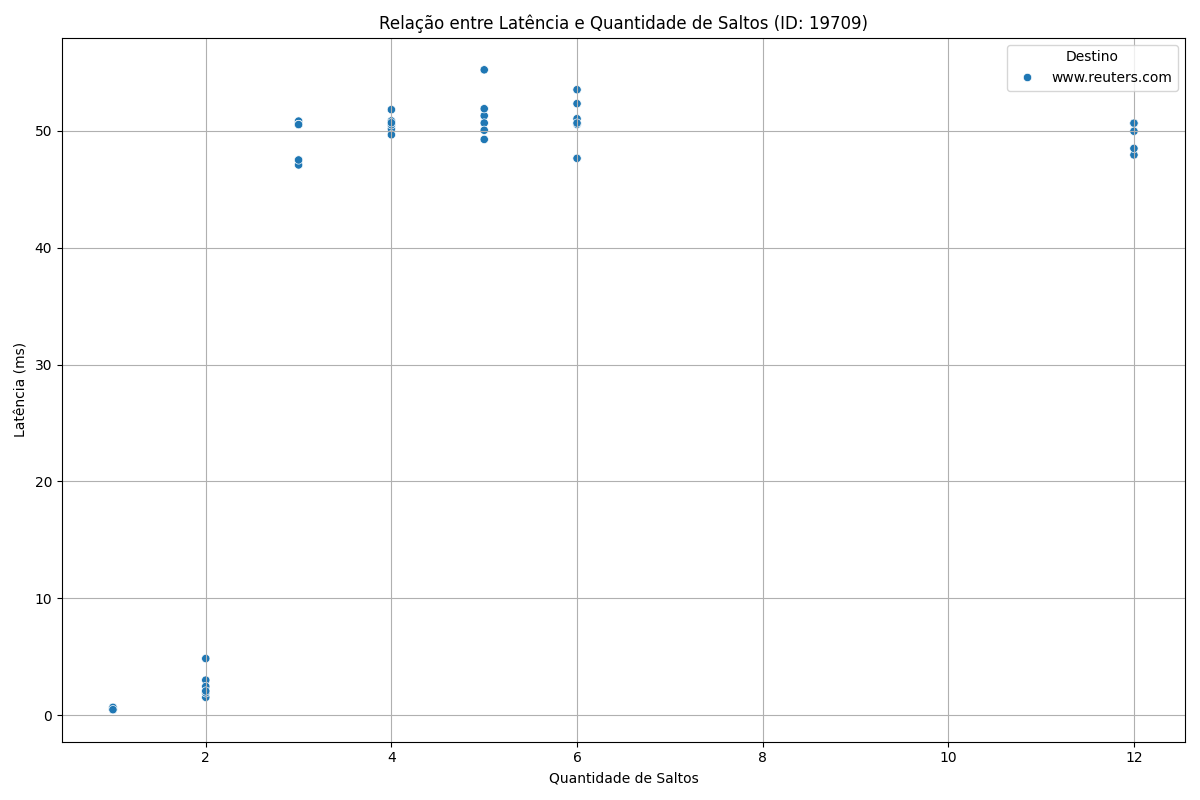 Relação entre Latência e Quantidade de Saltos (ID: 19709)
Destino
www.reuters.com
Latência (ms)
50
40
30
20
10
0
2 4 6 8 10 12
Quantidade de Saltos